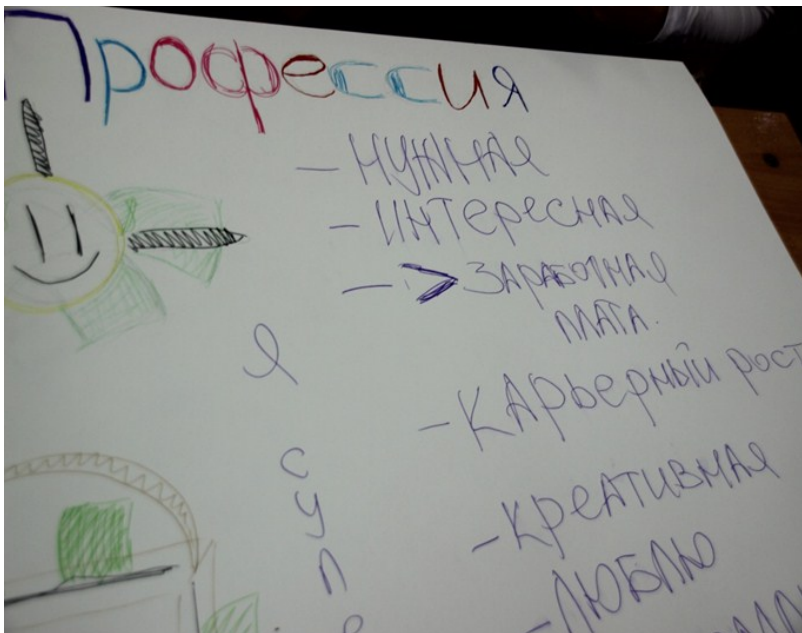 Профессия
- НУЖНАЯ
- ИНТЕРЕСНАЯ
- > ЗАРАБОТНАЯ
ПЛАТА.
- КАРЬЕРНЫЙ рост
- КРЕАТИВНАЯ
- ЛЮБЛЮ
Я
с
у
п
е